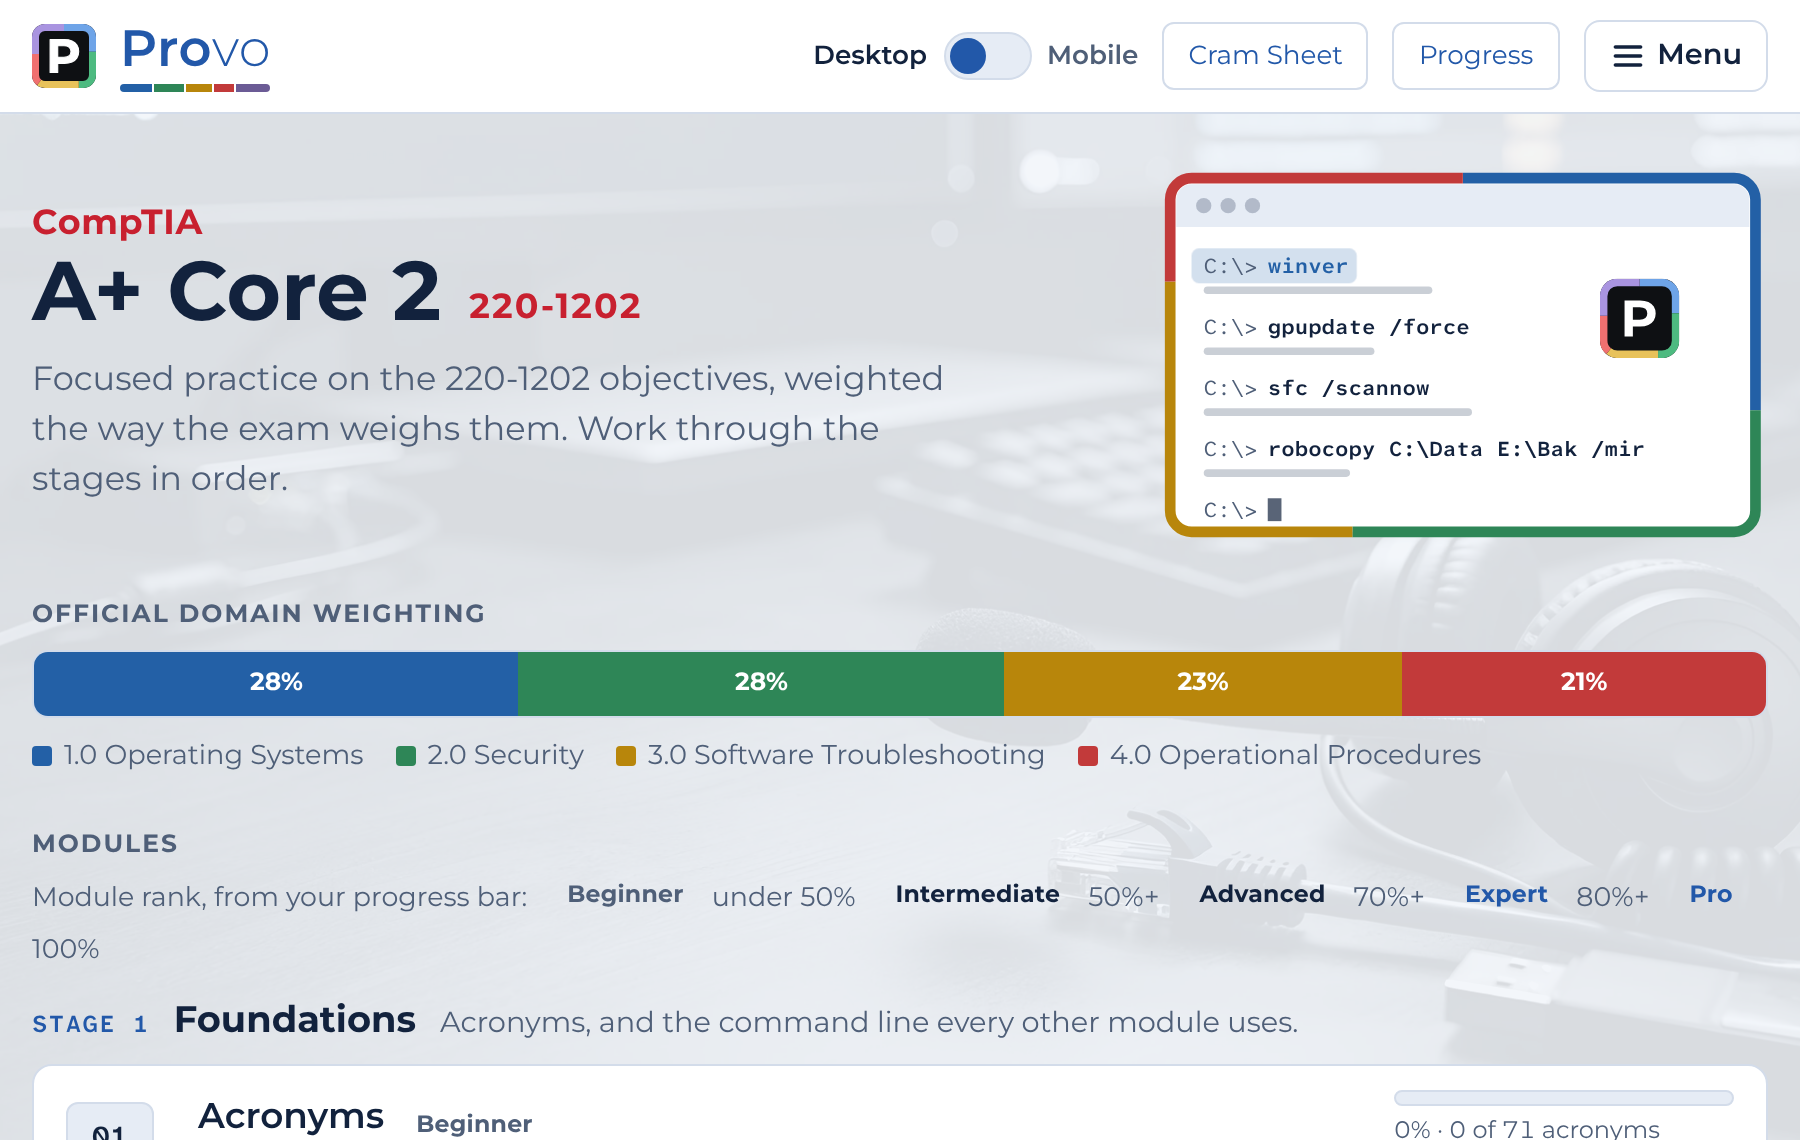 P Provo Desktop Mobile Cram Sheet Progress Menu
CompTIA
A+ Core 2 220-1202
Focused practice on the 220-1202 objectives, weighted
the way the exam weighs them. Work through the
stages in order.
C:\> winver
C:\> gpupdate /force
P
C:\> sfc /scannow
C:\> robocopy C:\Data E:\Bak /mir
C:\>
OFFICIAL DOMAIN WEIGHTING
28% 28% 23% 21%
1.0 Operating Systems 2.0 Security 3.0 Software Troubleshooting 4.0 Operational Procedures
MODULES
Module rank, from your progress bar: Beginner under 50% Intermediate 50%+ Advanced 70%+ Expert 80%+ Pro
100%
STAGE 1 Foundations Acronyms, and the command line every other module uses.
01 Acronyms Beginner
0% · 0 of 71 acronyms